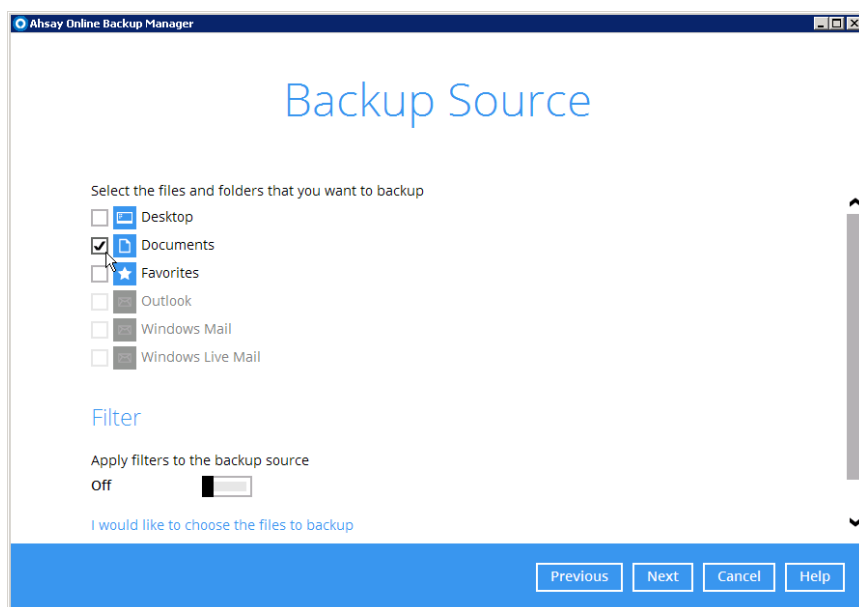 Ahsay Online Backup Manager
Backup Source
Select the files and folders that you want to backup
Desktop
Documents
Favorites
Outlook
Windows Mail
Windows Live Mail
Filter
Apply filters to the backup source
Off
I would like to choose the files to backup
Previous Next Cancel Help